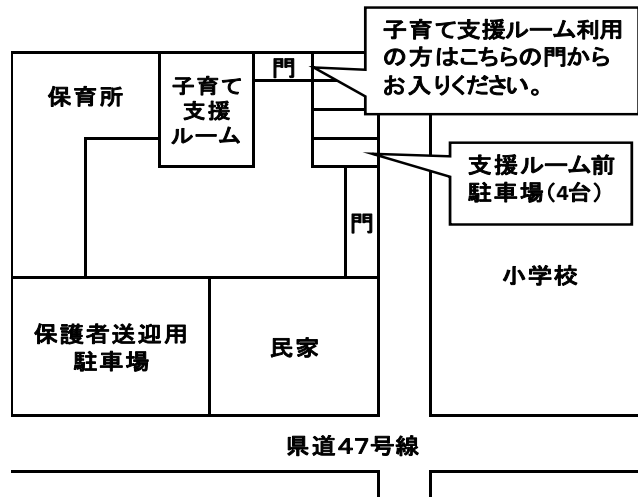 子育て支援ルーム利用
の方はこちらの門から
お入りください。
門
保育所
子育て
支援
ルーム
支援ルーム前
駐車場（4台）
門
小学校
保護者送迎用
駐車場
民家
県道47号線